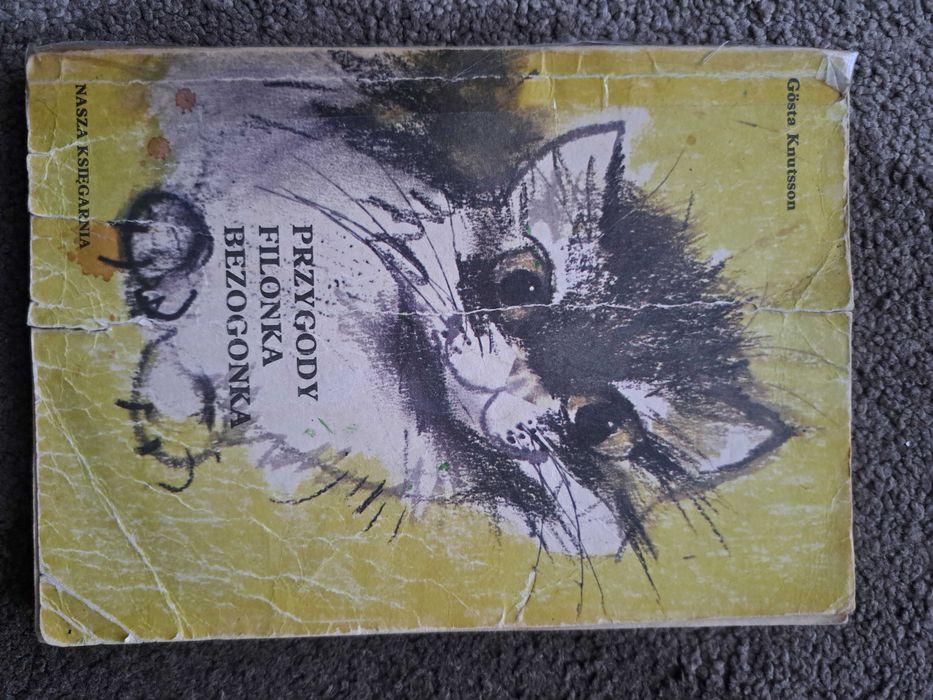 Gösta Knutsson
PRZYGODY
FILONKA
BEZOGONKA
NASZA KSIĘGARNIA